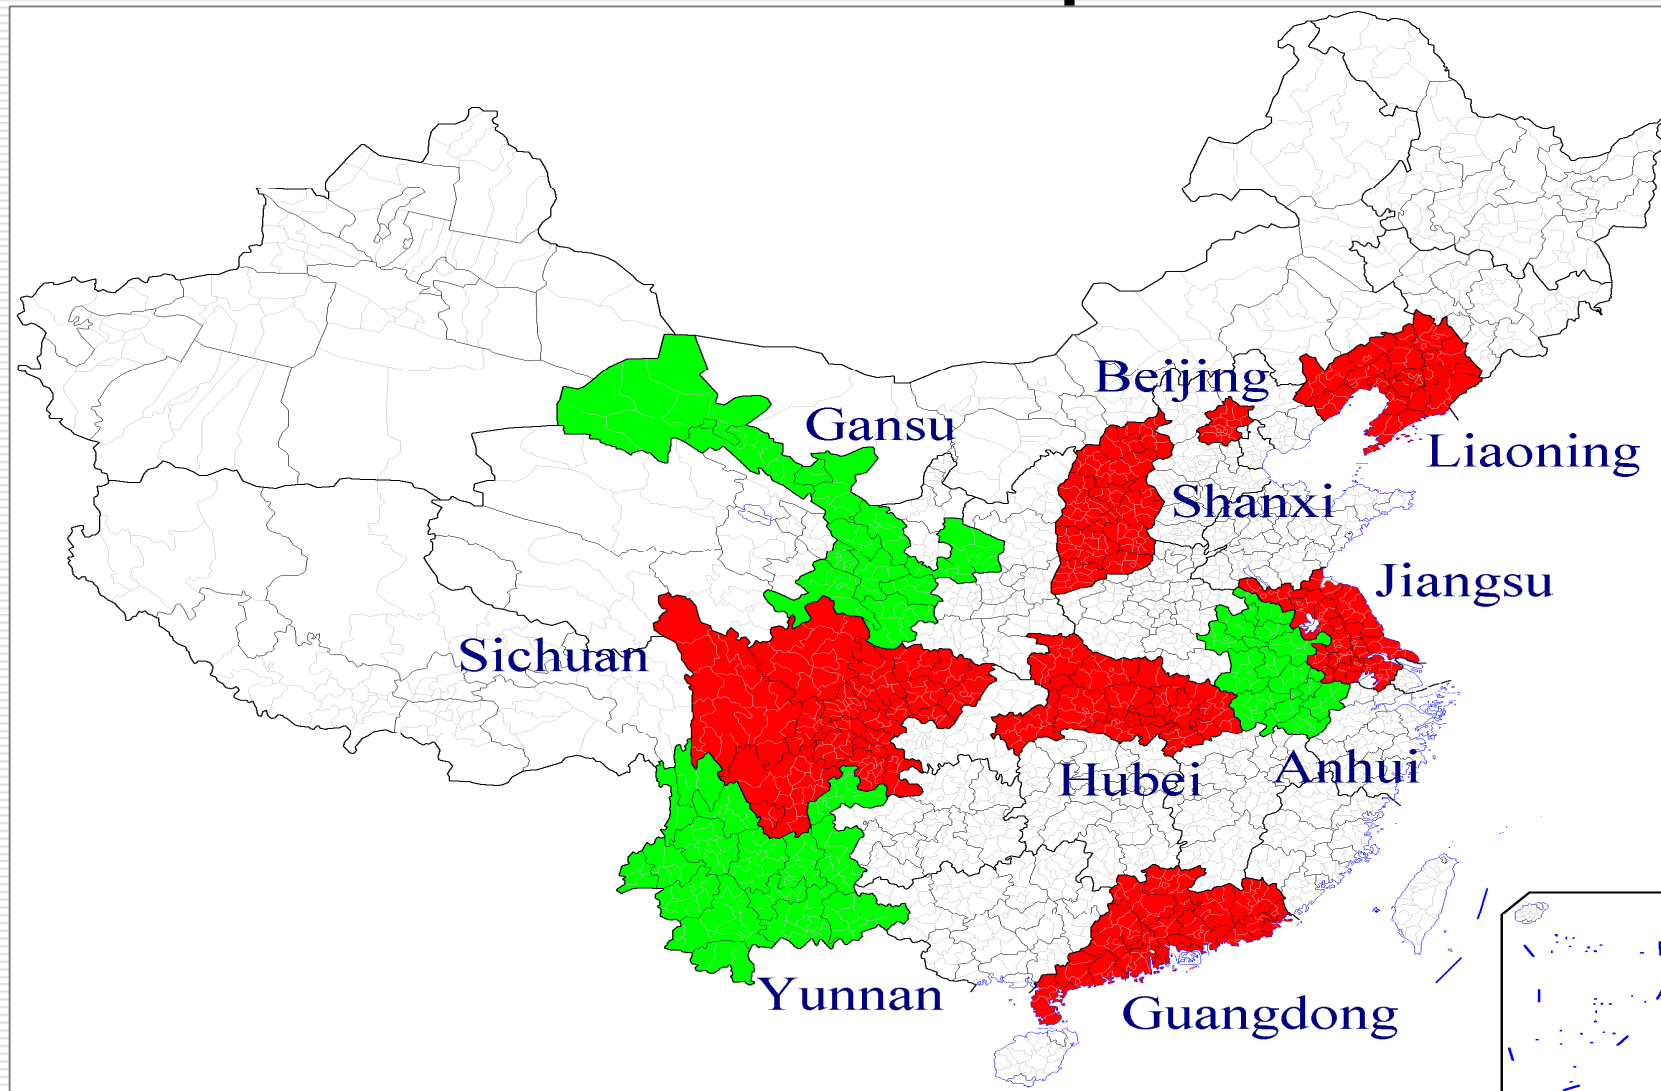 Beijing
Gansu
Liaoning
Shanxi
Jiangsu
Sichuan
Hubei
Anhui
Yunnan
Guangdong